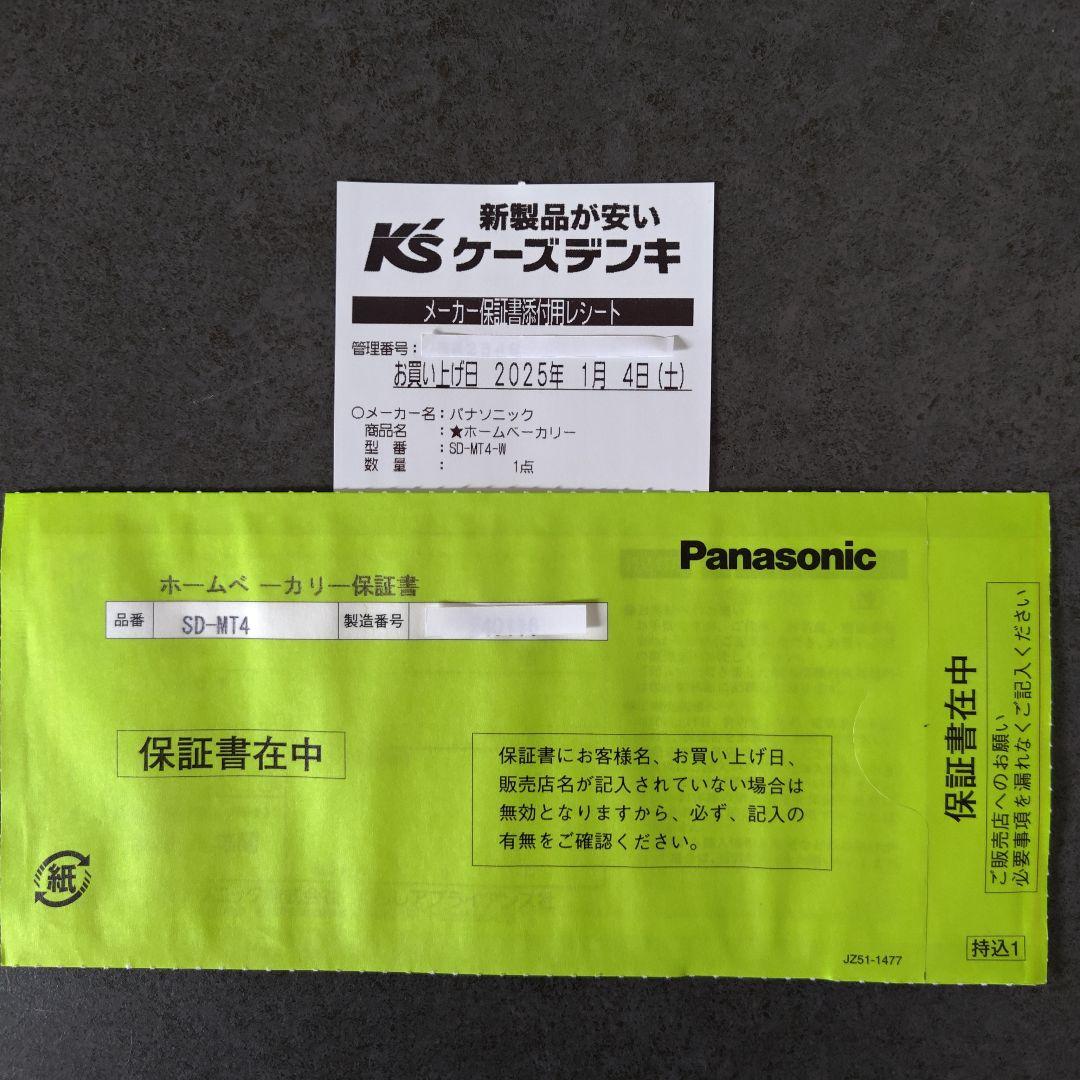 新製品が安い
K's ケーズデンキ
メーカー保証書添付用レシート
管理番号:
お買い上げ日 2025年 1月 4日(土)
○メーカー名:パナソニック
商品名 :★ホームベーカリー
型番 :SD-MT4-W
数量 : 1点
Panasonic
ホームベーカリー保証書
品番 SD-MT4 製造番号
保証書在中
保証書にお客様名、お買い上げ日、
販売店名が記入されていない場合は
無効となりますから、必ず、記入の
有無をご確認ください。
紙
JZ51-1477
保証書在中
ご販売店へのお願い
必要事項を漏れなくご記入ください
持込1